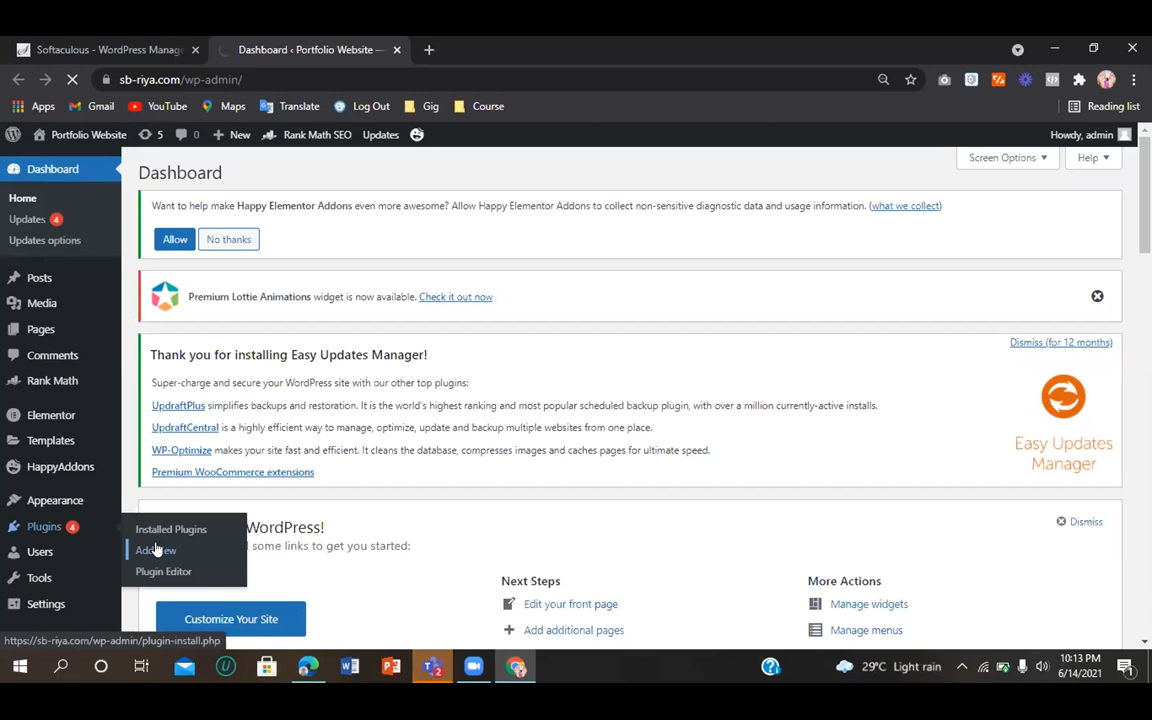 Softaculous - WordPress Manage
Dashboard ‹ Portfolio Website —
sb-riya.com/wp-admin/
Apps
Gmail
YouTube
Maps
Translate
Log Out
Gig
Course
Reading list
Portfolio Website
5
0
New
Rank Math SEO
Updates
Howdy, admin
Dashboard
Home
Updates 4
Updates options
Posts
Media
Pages
Comments
Rank Math
Elementor
Templates
HappyAddons
Appearance
Plugins 4
Users
Tools
Settings
Installed Plugins
Add New
Plugin Editor
Screen Options
Help
Dashboard
Want to help make Happy Elementor Addons even more awesome? Allow Happy Elementor Addons to collect non-sensitive diagnostic data and usage information. (what we collect)
Allow
No thanks
Premium Lottie Animations widget is now available. Check it out now
Thank you for installing Easy Updates Manager!
Dismiss (for 12 months)
Super-charge and secure your WordPress site with our other top plugins:
UpdraftPlus simplifies backups and restoration. It is the world's highest ranking and most popular scheduled backup plugin, with over a million currently-active installs.
UpdraftCentral is a highly efficient way to manage, optimize, update and backup multiple websites from one place.
WP-Optimize makes your site fast and efficient. It cleans the database, compresses images and caches pages for ultimate speed.
Premium WooCommerce extensions
Easy Updates
Manager
WordPress!
Dismiss
some links to get you started:
Next Steps
More Actions
Customize Your Site
Edit your front page
Manage widgets
Add additional pages
Manage menus
https://sb-riya.com/wp-admin/plugin-install.php
29°C Light rain
10:13 PM
6/14/2021
1